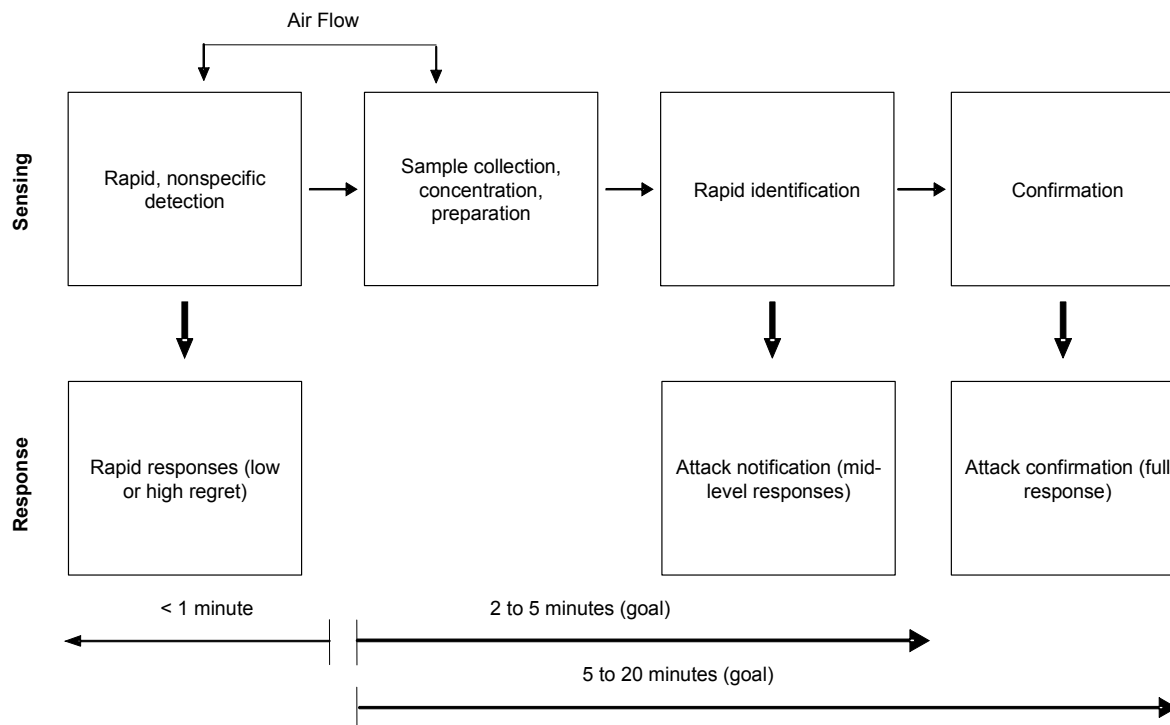 Air Flow
Sensing
Rapid, nonspecific
detection
Sample collection,
concentration,
preparation
Rapid identification
Confirmation
Response
Rapid responses (low
or high regret)
Attack notification (mid-
level responses)
Attack confirmation (full
response)
< 1 minute
2 to 5 minutes (goal)
5 to 20 minutes (goal)